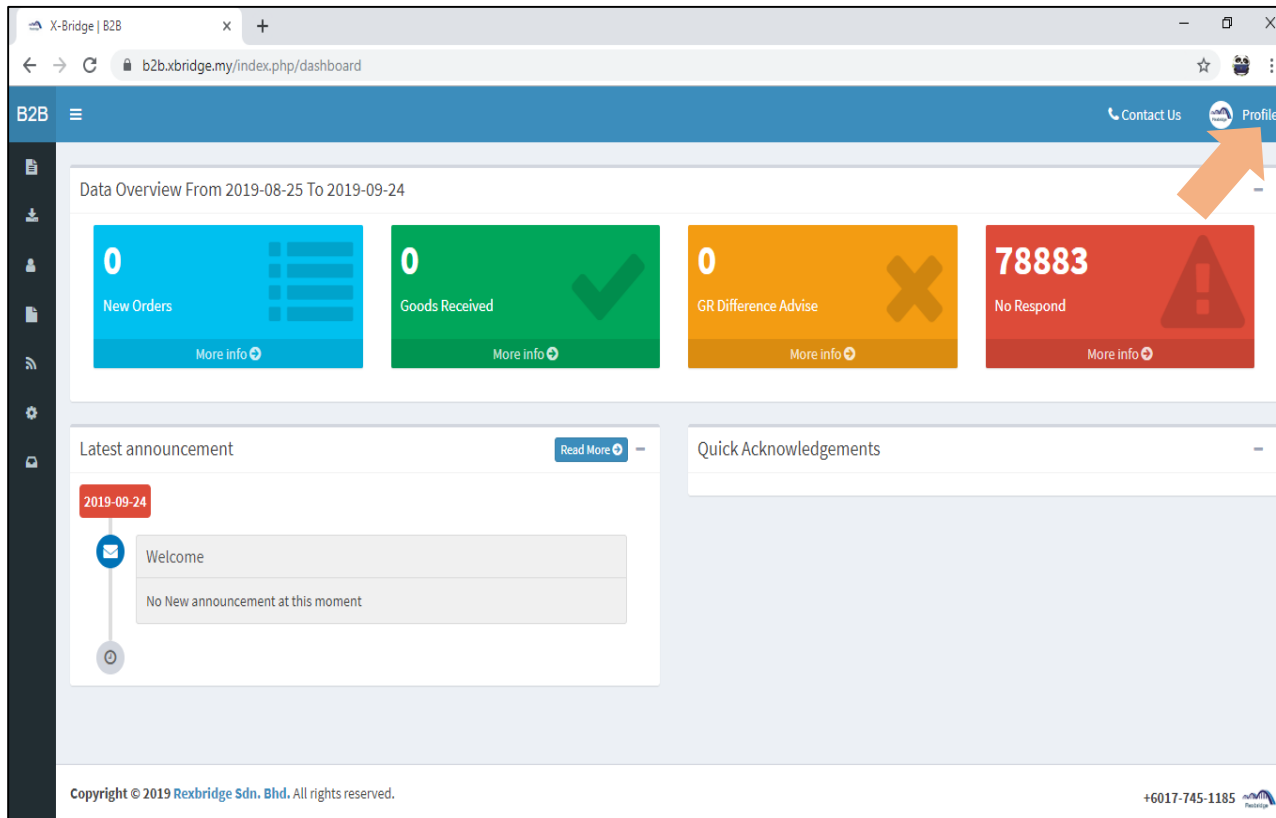 X-Bridge | B2B
b2b.xbridge.my/index.php/dashboard
B2B
Contact Us
Profile
Data Overview From 2019-08-25 To 2019-09-24
0
New Orders
More info
0
Goods Received
More info
0
GR Difference Advise
More info
78883
No Respond
More info
Latest announcement
Read More
Quick Acknowledgements
2019-09-24
Welcome
No New announcement at this moment
Copyright © 2019 Rexbridge Sdn. Bhd. All rights reserved.
+6017-745-1185
Rexbridge